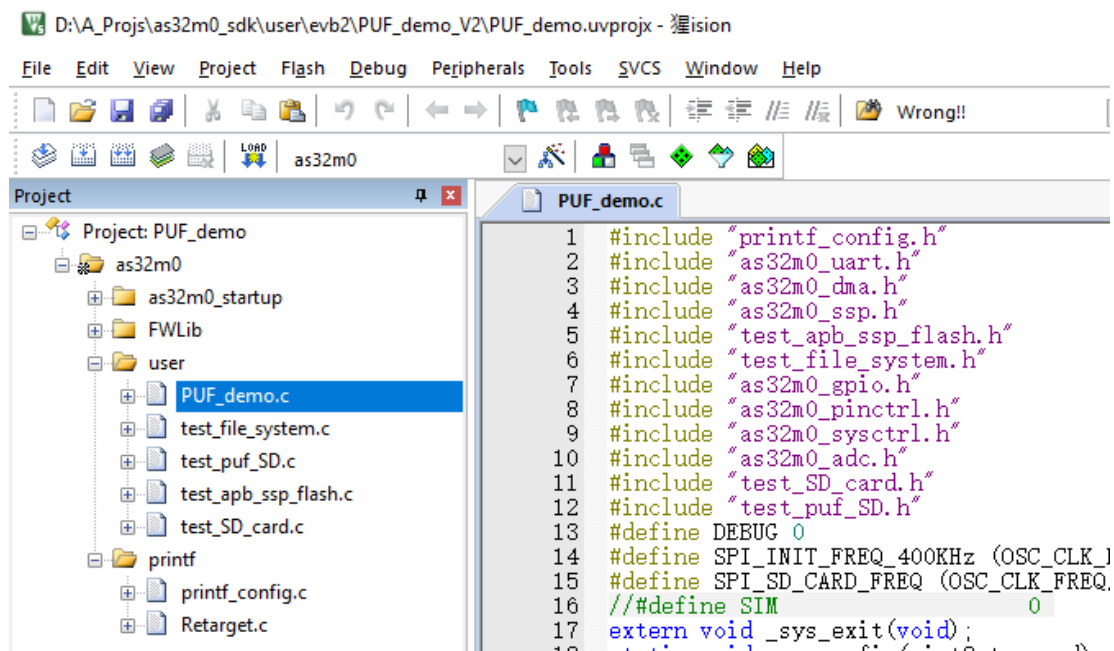 D:\A_Projs\as32m0_sdk\user\evb2\PUF_demo_V2\PUF_demo.uvprojx - 猩ision
File Edit View Project Flash Debug Peripherals Tools SVCS Window Help
Wrong!!
LOAD as32m0
Project
PUF_demo.c
Project: PUF_demo
as32m0
as32m0_startup
FWLib
user
PUF_demo.c
test_file_system.c
test_puf_SD.c
test_apb_ssp_flash.c
test_SD_card.c
printf
printf_config.c
Retarget.c
1 #include "printf_config.h"
2 #include "as32m0_uart.h"
3 #include "as32m0_dma.h"
4 #include "as32m0_ssp.h"
5 #include "test_apb_ssp_flash.h"
6 #include "test_file_system.h"
7 #include "as32m0_gpio.h"
8 #include "as32m0_pinctrl.h"
9 #include "as32m0_sysctrl.h"
10 #include "as32m0_adc.h"
11 #include "test_SD_card.h"
12 #include "test_puf_SD.h"
13 #define DEBUG 0
14 #define SPI_INIT_FREQ_400KHz (OSC_CLK_
15 #define SPI_SD_CARD_FREQ (OSC_CLK_FREQ
16 //#define SIM 0
17 extern void _sys_exit(void);